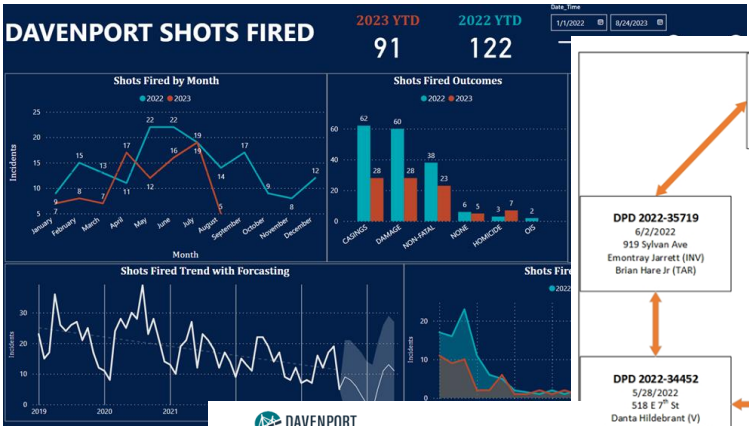 DAVENPORT SHOTS FIRED
2023 YTD
91
2022 YTD
122
Date_Time
1/1/2022
8/24/2023
Shots Fired by Month
2022 2023
Incidents
25
20
15
10
5
9
15
13
11
22
22
19
14
17
9
8
12
7
8
7
17
12
16
19
5
January
February
March
April
May
June
July
August
September
October
November
December
Month
Shots Fired Outcomes
2022 2023
60
40
20
0
62
28
60
28
38
23
6
5
3
7
2
CASINGS
DAMAGE
NON-FATAL
NONE
HOMICIDE
OIS
Shots Fired Trend with Forcasting
Incidents
30
20
10
0
2019
2020
2021
Shots Fire
2022
Incidents
20
10
0
DPD 2022-35719
6/2/2022
919 Sylvan Ave
Emontray Jarrett (INV)
Brian Hare Jr (TAR)
DPD 2022-34452
5/28/2022
518 E 7th St
Danta Hildebrant (V)
DAVENPORT